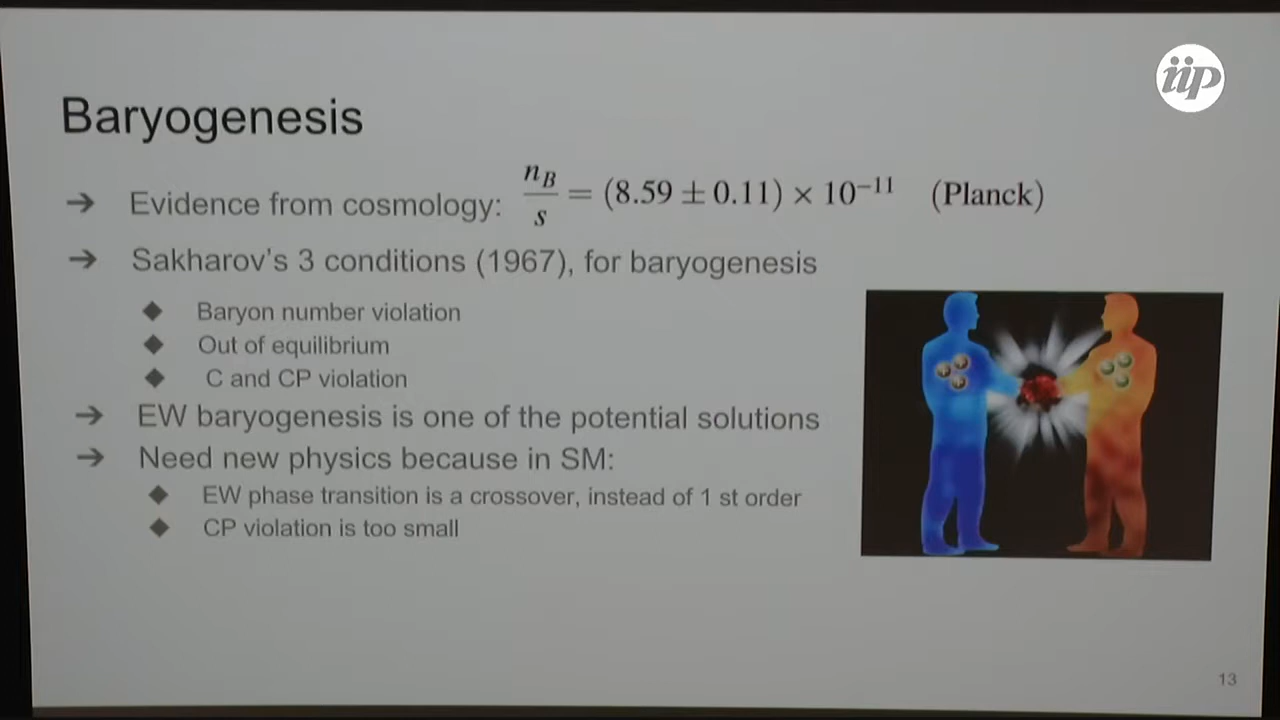 iip
Baryogenesis
➔ Evidence from cosmology: n_B/s = (8.59 ± 0.11) × 10⁻¹¹ (Planck)
➔ Sakharov's 3 conditions (1967), for baryogenesis
◆ Baryon number violation
◆ Out of equilibrium
◆ C and CP violation
➔ EW baryogenesis is one of the potential solutions
➔ Need new physics because in SM:
◆ EW phase transition is a crossover, instead of 1 st order
◆ CP violation is too small
13